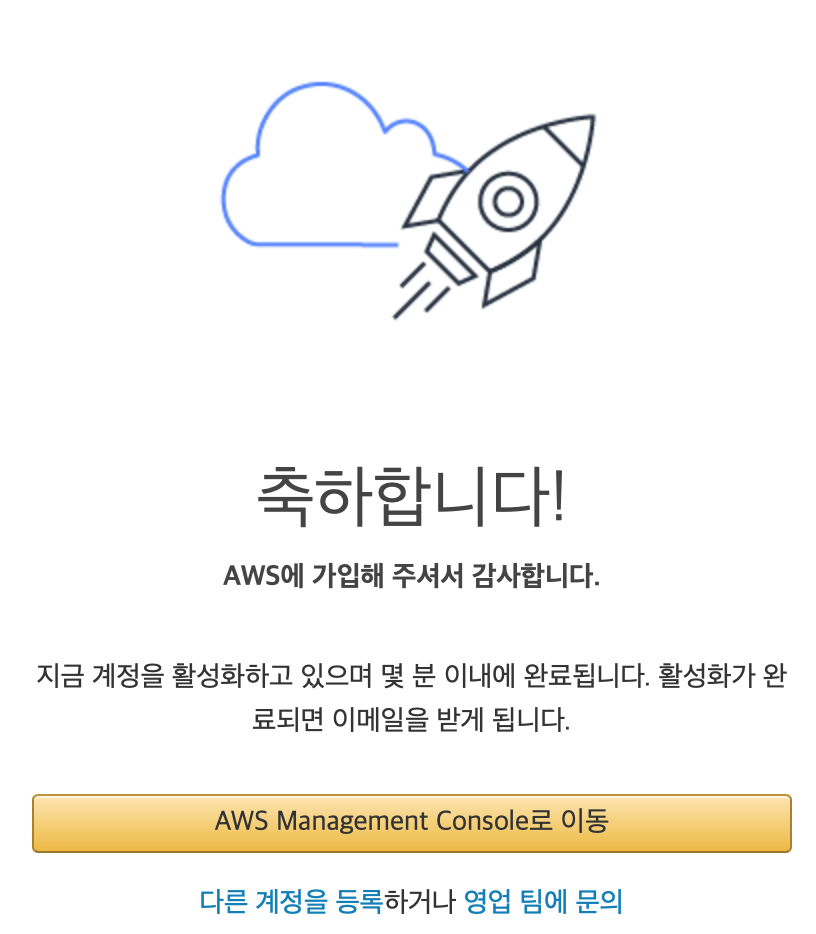 축하합니다!
AWS에 가입해 주셔서 감사합니다.
지금 계정을 활성화하고 있으며 몇 분 이내에 완료됩니다. 활성화가 완
료되면 이메일을 받게 됩니다.
AWS Management Console로 이동
다른 계정을 등록하거나 영업 팀에 문의